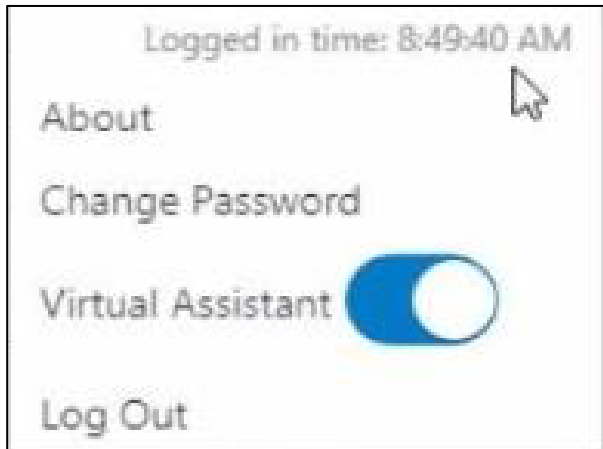 Logged in time: 8:49:40 AM
About
Change Password
Virtual Assistant
Log Out